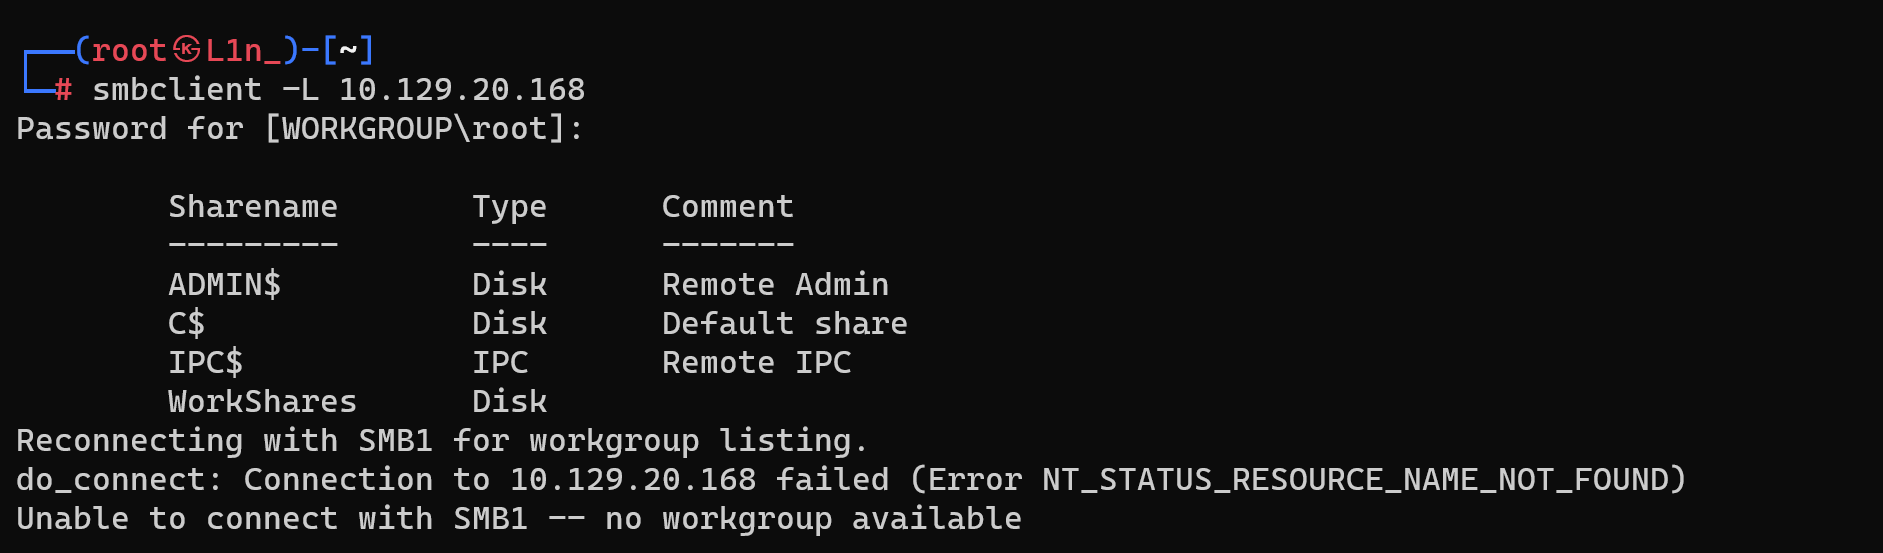 ┌──(root㉿L1n_)-[~]
└─# smbclient -L 10.129.20.168
Password for [WORKGROUP\root]:

        Sharename       Type      Comment
        ---------       ----      -------
        ADMIN$          Disk      Remote Admin
        C$              Disk      Default share
        IPC$            IPC       Remote IPC
        WorkShares      Disk
Reconnecting with SMB1 for workgroup listing.
do_connect: Connection to 10.129.20.168 failed (Error NT_STATUS_RESOURCE_NAME_NOT_FOUND)
Unable to connect with SMB1 -- no workgroup available